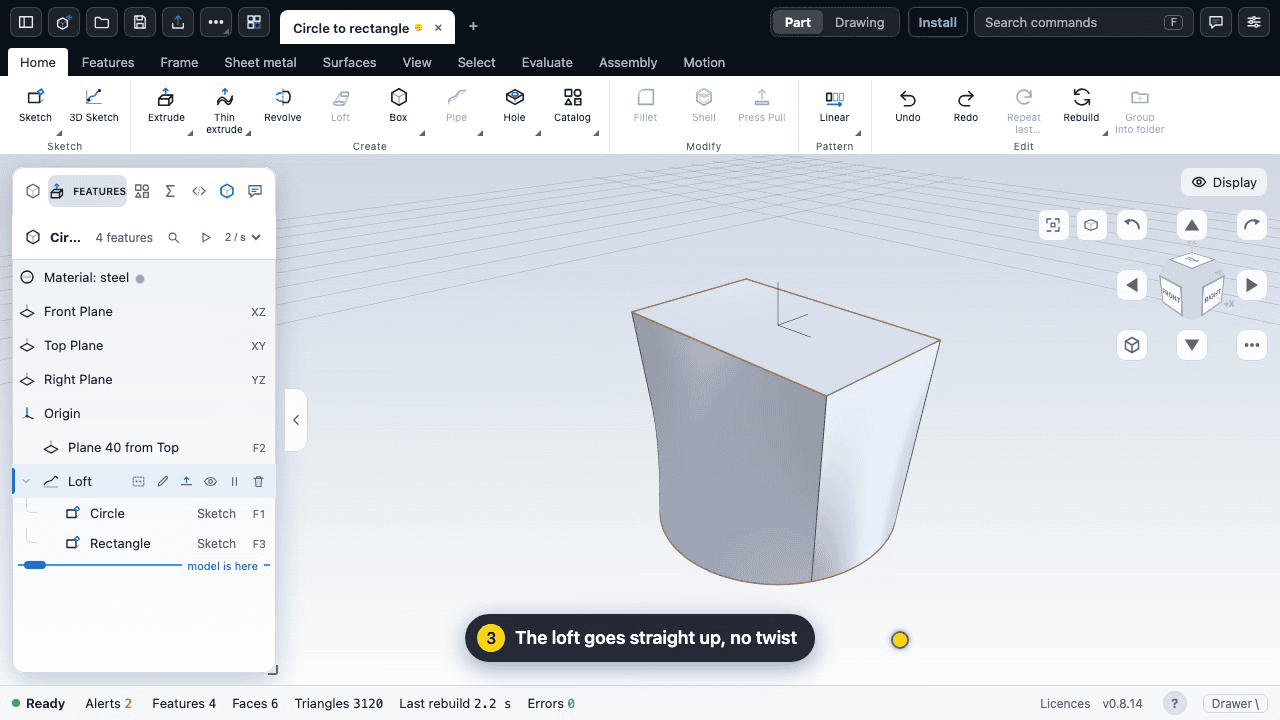 Circle to rectangle
Part
Drawing
Install
Search commands
F
Home
Features
Frame
Sheet metal
Surfaces
View
Select
Evaluate
Assembly
Motion
Sketch
3D Sketch
Extrude
Thin extrude
Revolve
Loft
Box
Pipe
Hole
Catalog
Fillet
Shell
Press Pull
Linear
Undo
Redo
Repeat last...
Rebuild
Group into folder
Sketch
Create
Modify
Pattern
Edit
FEATURES
Display
Cir...
4 features
2 / s
Material: steel
Front Plane XZ
Top Plane XY
Right Plane YZ
Origin
Plane 40 from Top F2
Loft
Circle Sketch F1
Rectangle Sketch F3
model is here
TOP
FRONT
RIGHT
+X
3 The loft goes straight up, no twist
Ready
Alerts 2
Features 4
Faces 6
Triangles 3120
Last rebuild 2.2 s
Errors 0
Licences
v0.8.14
?
Drawer \